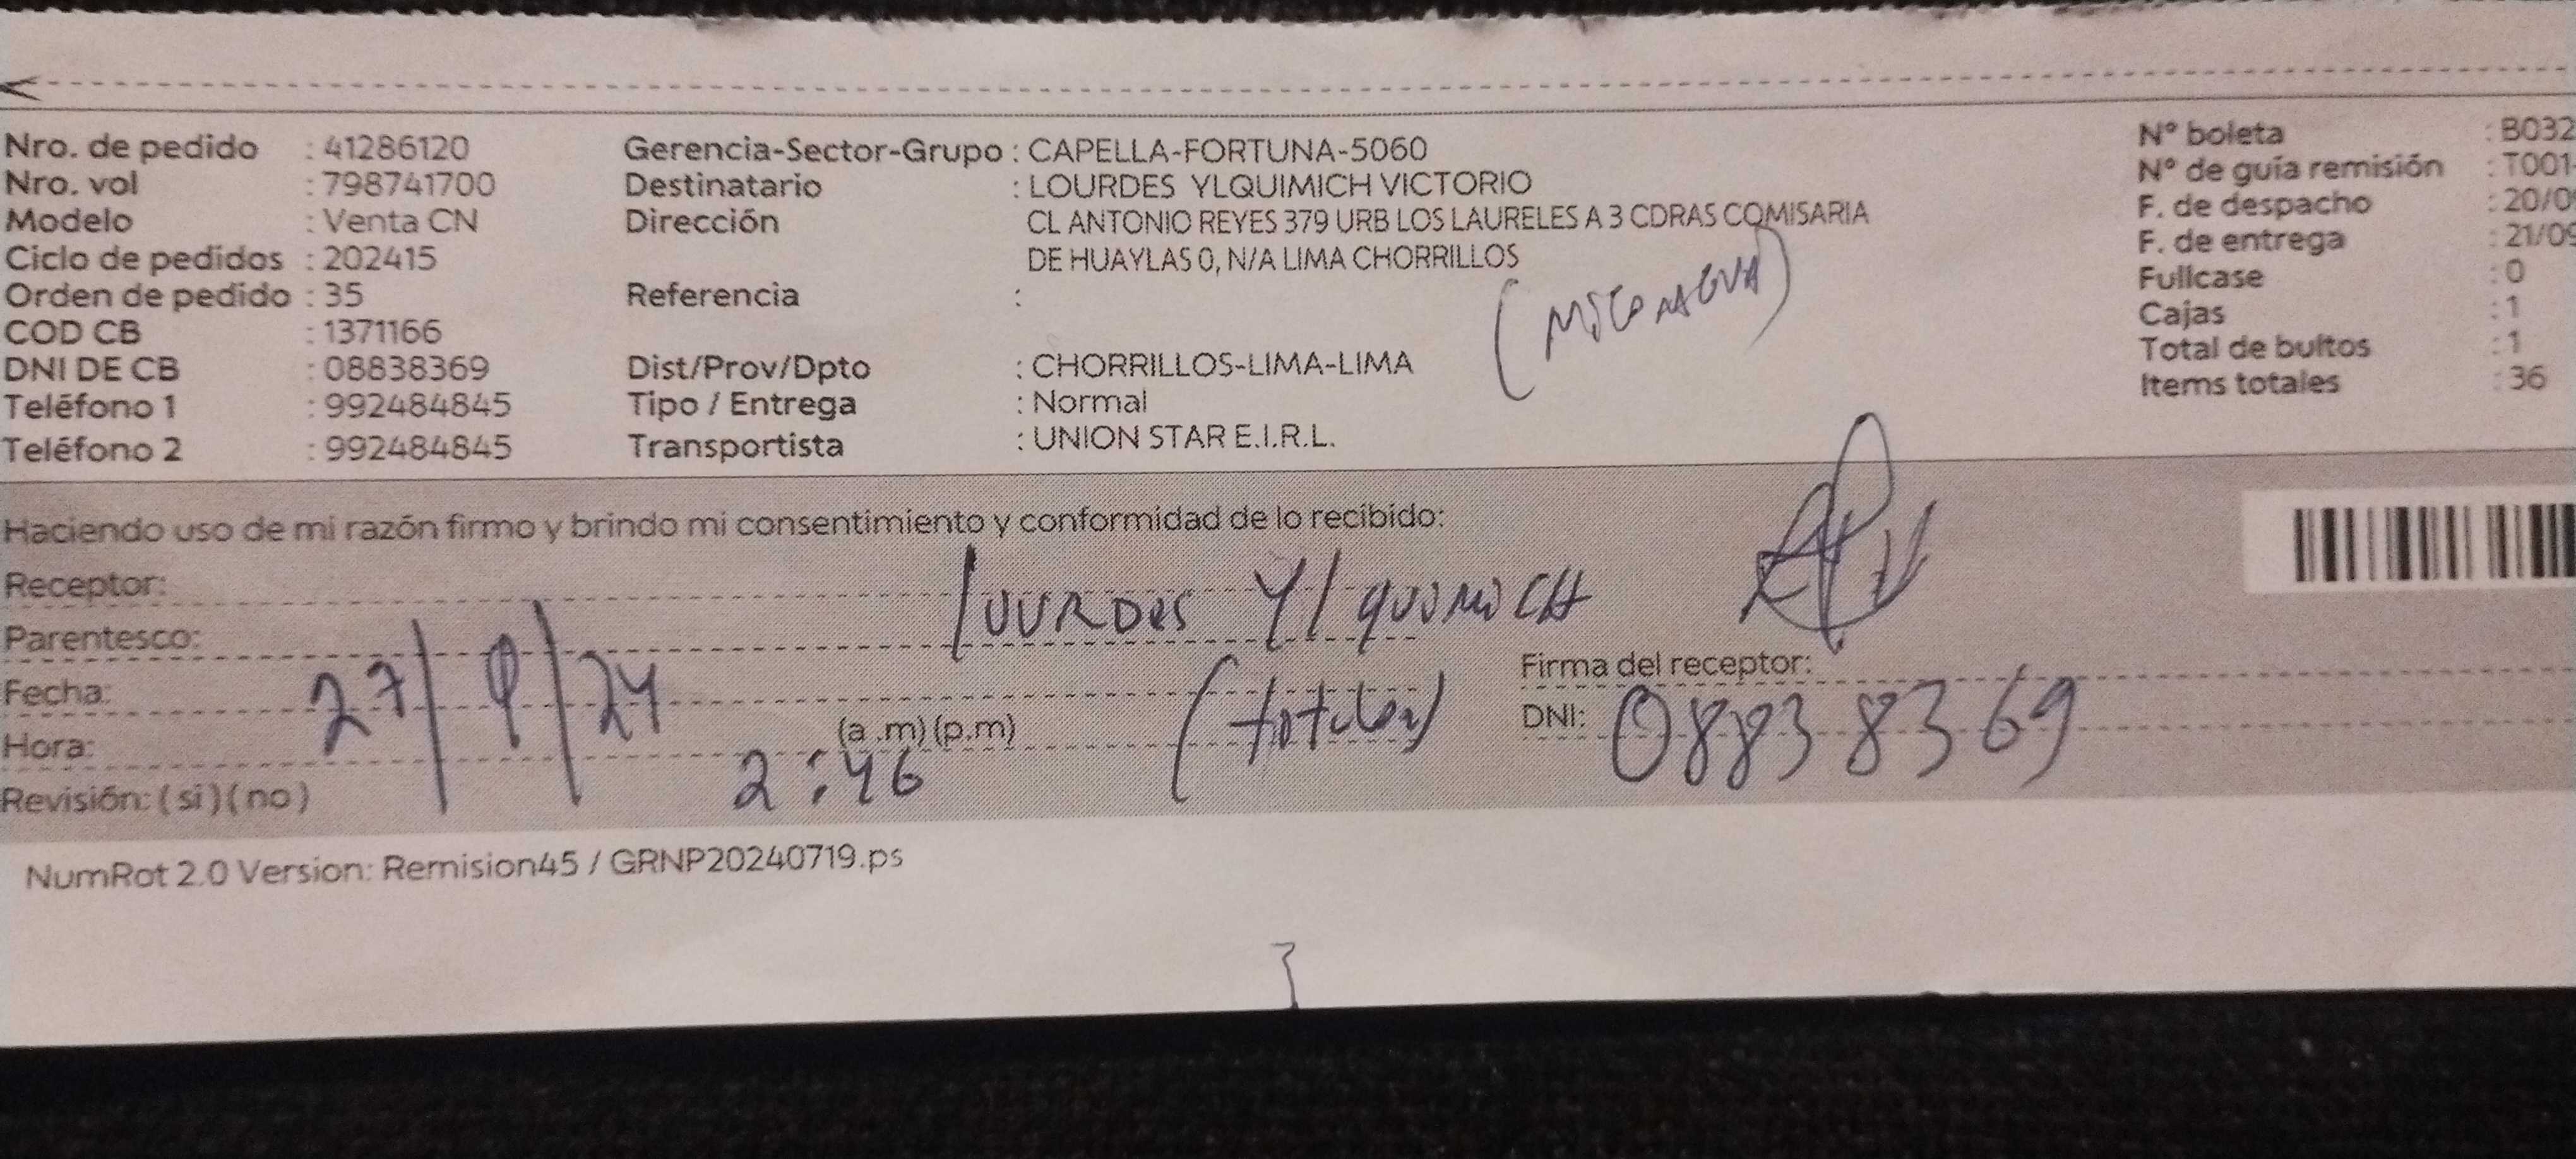 Nro. de pedido : 41286120
Nro. vol : 798741700
Modelo : Venta CN
Ciclo de pedidos : 202415
Orden de pedido : 35
COD CB : 1371166
DNI DE CB : 08838369
Teléfono 1 : 992484845
Teléfono 2 : 992484845
Gerencia-Sector-Grupo : CAPELLA-FORTUNA-5060
Destinatario : LOURDES YLQUIMICH VICTORIO
Dirección CL ANTONIO REYES 379 URB LOS LAURELES A 3 CDRAS COMISARIA
DE HUAYLAS 0, N/A LIMA CHORRILLOS
Referencia :
Dist/Prov/Dpto : CHORRILLOS-LIMA-LIMA
Tipo / Entrega : Normal
Transportista : UNION STAR E.I.R.L.
N° boleta : B032
N° de guía remisión : T001-
F. de despacho : 20/0
F. de entrega : 21/09
Fullcase : 0
Cajas : 1
Total de bultos : 1
Items totales : 36
Haciendo uso de mi razón firmo y brindo mi consentimiento y conformidad de lo recibido:
Receptor: lourdes Ylquimich
Parentesco: (titular)
Fecha: 27/9/24
Hora: 2:46 (a .m) (p.m)
Revisión: ( si ) ( no )
Firma del receptor:
DNI: 08838369
NumRot 2.0 Version: Remision45 / GRNP20240719.ps